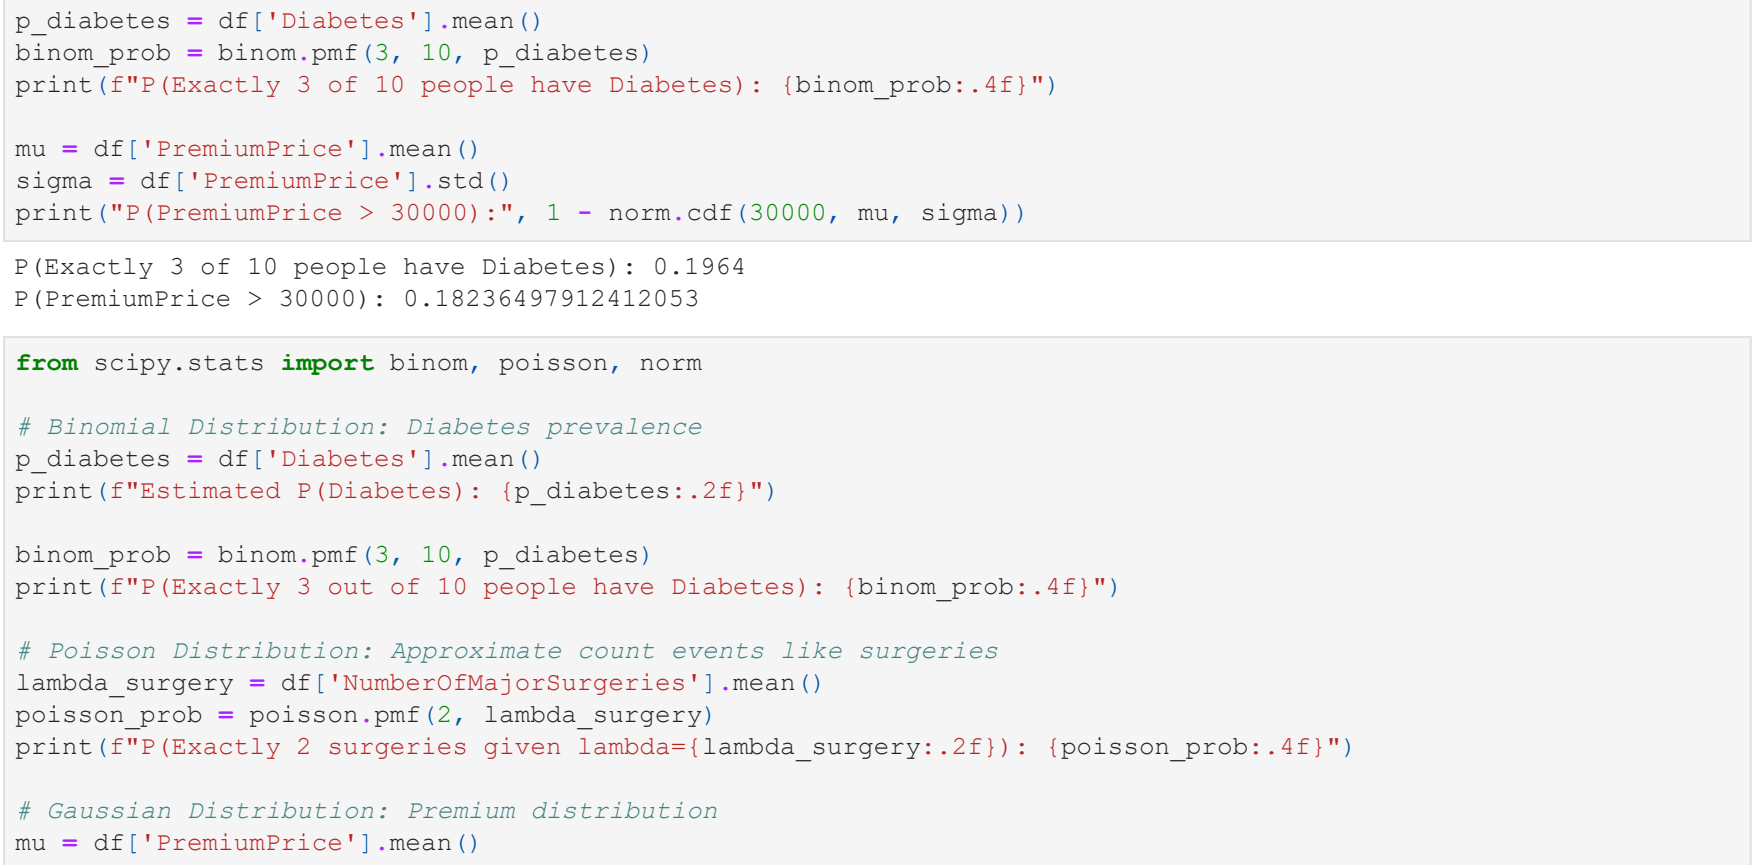 p_diabetes = df['Diabetes'].mean()
binom_prob = binom.pmf(3, 10, p_diabetes)
print(f"P(Exactly 3 of 10 people have Diabetes): {binom_prob:.4f}")
mu = df['PremiumPrice'].mean()
sigma = df['PremiumPrice'].std()
print("P(PremiumPrice > 30000):", 1 - norm.cdf(30000, mu, sigma))
P(Exactly 3 of 10 people have Diabetes): 0.1964
P(PremiumPrice > 30000): 0.18236497912412053
from scipy.stats import binom, poisson, norm
# Binomial Distribution: Diabetes prevalence
p_diabetes = df['Diabetes'].mean()
print(f"Estimated P(Diabetes): {p_diabetes:.2f}")
binom_prob = binom.pmf(3, 10, p_diabetes)
print(f"P(Exactly 3 out of 10 people have Diabetes): {binom_prob:.4f}")
# Poisson Distribution: Approximate count events like surgeries
lambda_surgery = df['NumberOfMajorSurgeries'].mean()
poisson_prob = poisson.pmf(2, lambda_surgery)
print(f"P(Exactly 2 surgeries given lambda={lambda_surgery:.2f}): {poisson_prob:.4f}")
# Gaussian Distribution: Premium distribution
mu = df['PremiumPrice'].mean()